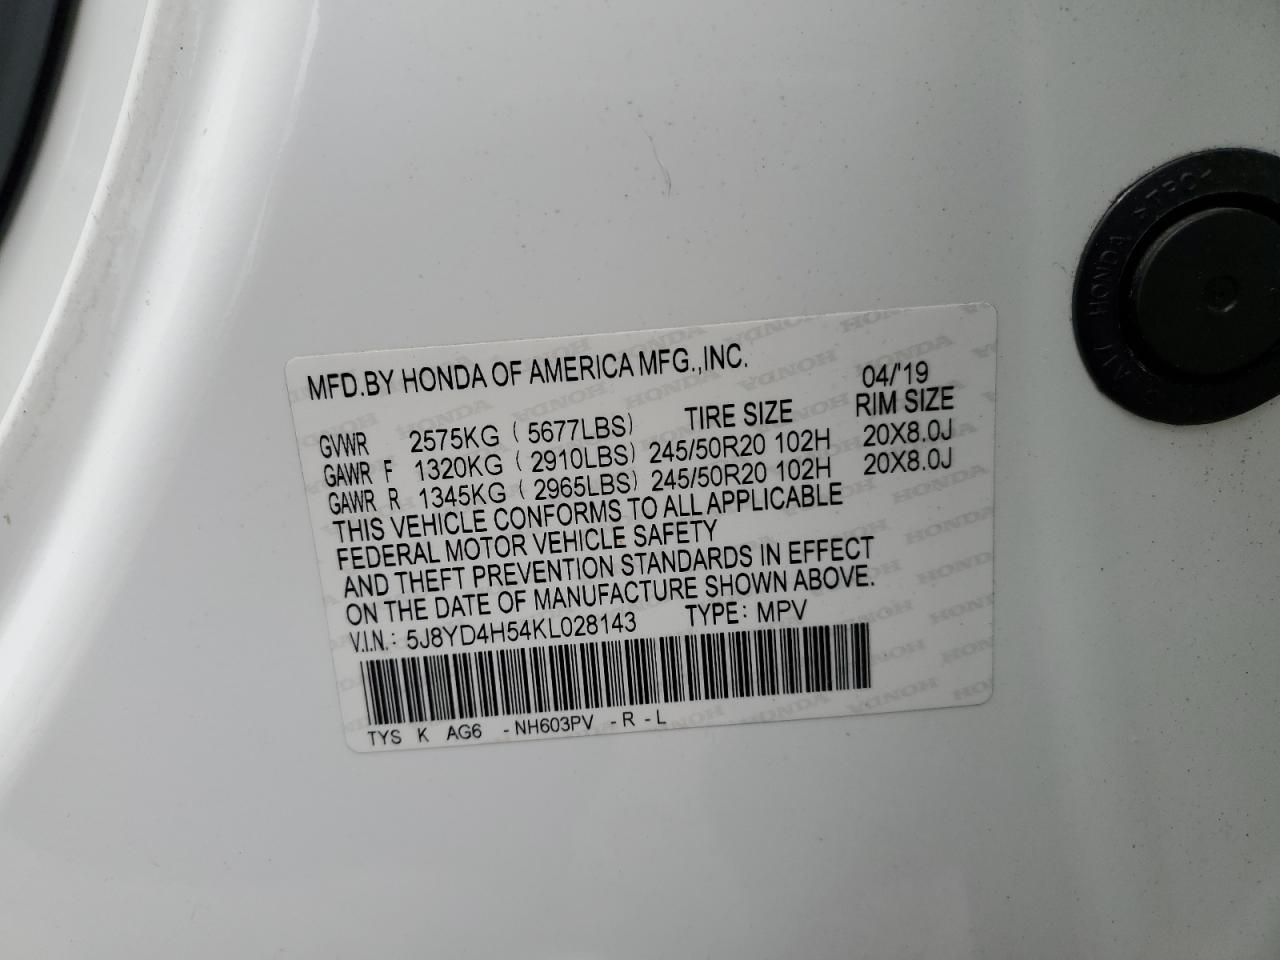 MFD.BY HONDA OF AMERICA MFG.,INC.
04/'19
TIRE SIZE RIM SIZE
GVWR 2575KG ( 5677LBS)
GAWR F 1320KG ( 2910LBS) 245/50R20 102H 20X8.0J
GAWR R 1345KG ( 2965LBS) 245/50R20 102H 20X8.0J
THIS VEHICLE CONFORMS TO ALL APPLICABLE
FEDERAL MOTOR VEHICLE SAFETY
AND THEFT PREVENTION STANDARDS IN EFFECT
ON THE DATE OF MANUFACTURE SHOWN ABOVE.
V.I.N.: 5J8YD4H54KL028143 TYPE: MPV
TYS K AG6 -NH603PV -R -L
HONDA >TPO<